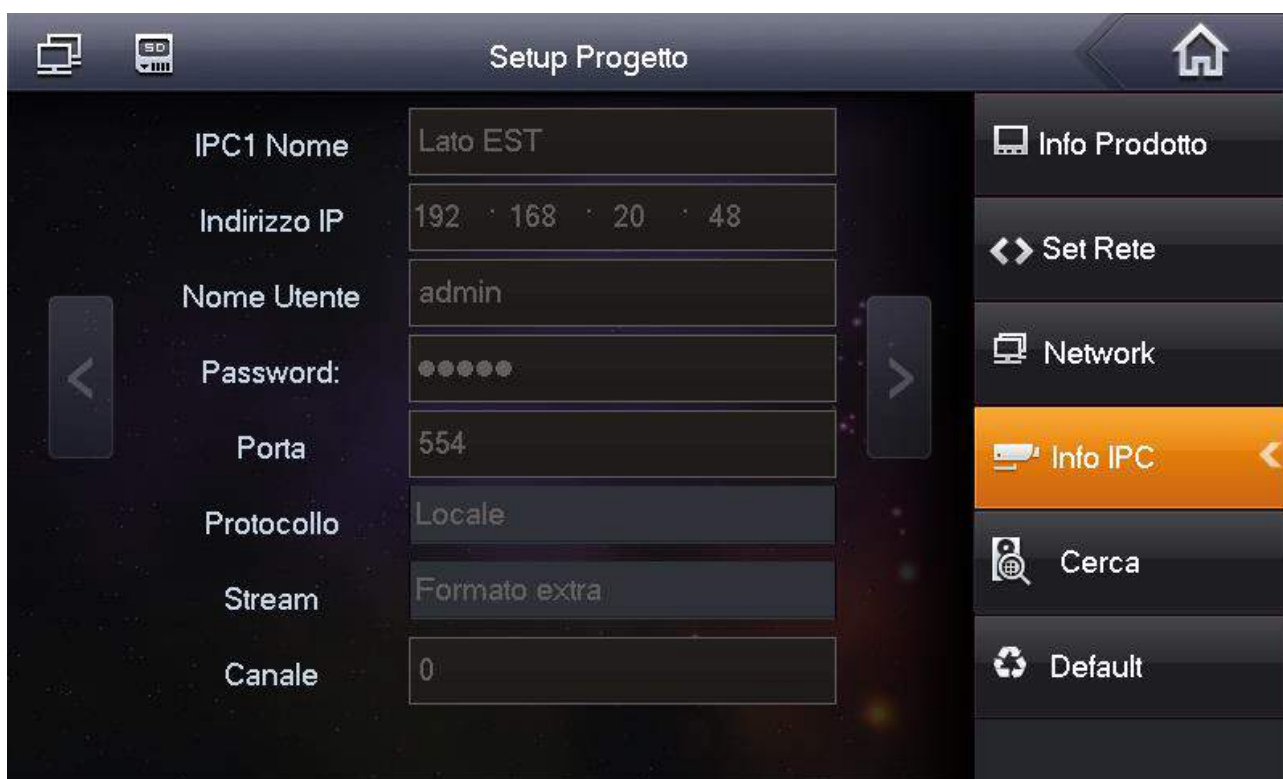 SD
Setup Progetto
IPC1 Nome
Lato EST
Indirizzo IP
192 . 168 . 20 . 48
Nome Utente
admin
Password:
●●●●●
Porta
554
Protocollo
Locale
Stream
Formato extra
Canale
0
<
>
Info Prodotto
Set Rete
Network
Info IPC
Cerca
Default